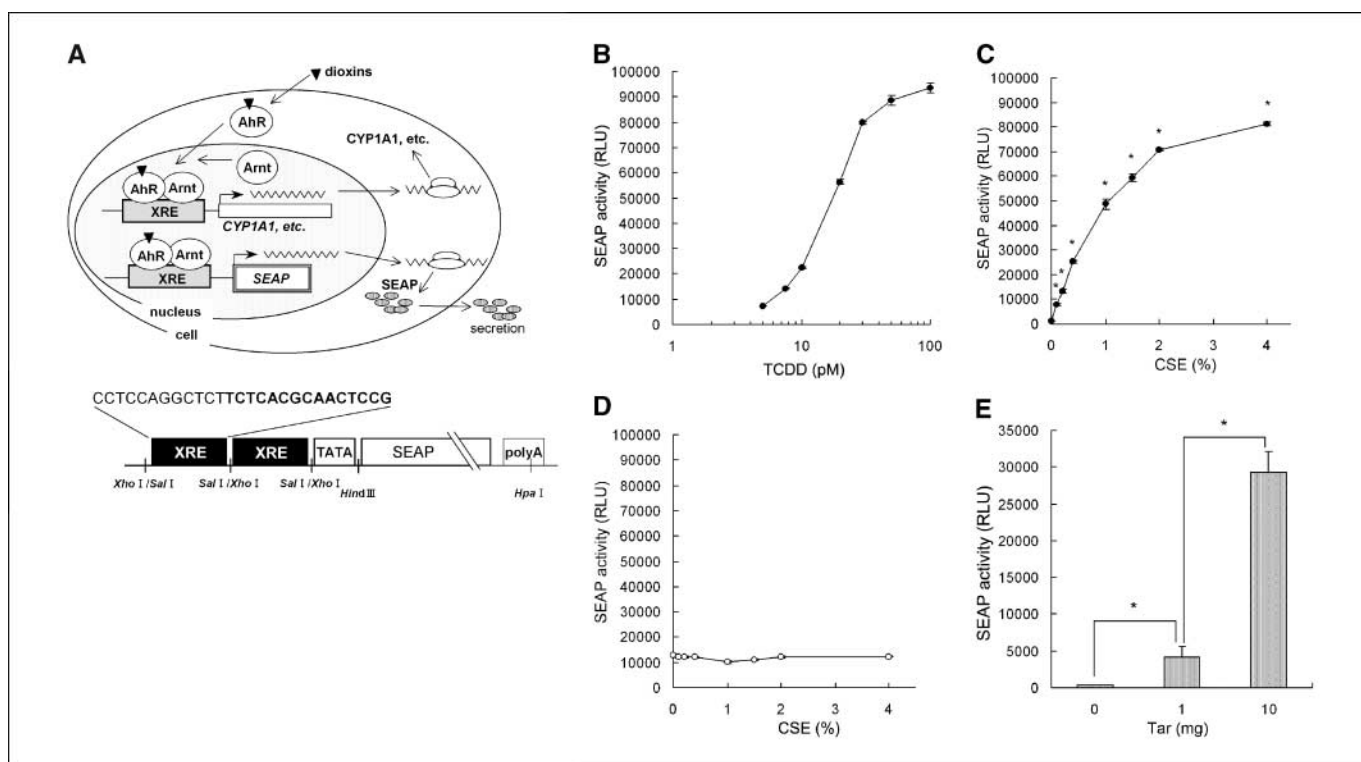 A
dioxins
AhR
CYP1A1, etc.
Arnt
AhR Arnt
XRE
CYP1A1, etc.
AhR Arnt
XRE
SEAP
SEAP
nucleus
cell
secretion
CCTCCAGGCTCTTCTCACGCAACTCCG
XRE XRE TATA SEAP polyA
Xho I /Sal I Sal I /Xho I Sal I /Xho I HindIII Hpa I
B
SEAP activity (RLU)
100000
90000
80000
70000
60000
50000
40000
30000
20000
10000
0
1 10 100
TCDD (pM)
C
SEAP activity (RLU)
100000
90000
80000
70000
60000
50000
40000
30000
20000
10000
0
* * * * * * *
0 1 2 3 4
CSE (%)
D
SEAP activity (RLU)
100000
90000
80000
70000
60000
50000
40000
30000
20000
10000
0
0 1 2 3 4
CSE (%)
E
SEAP activity (RLU)
35000
30000
25000
20000
15000
10000
5000
0
*
*
0 1 10
Tar (mg)